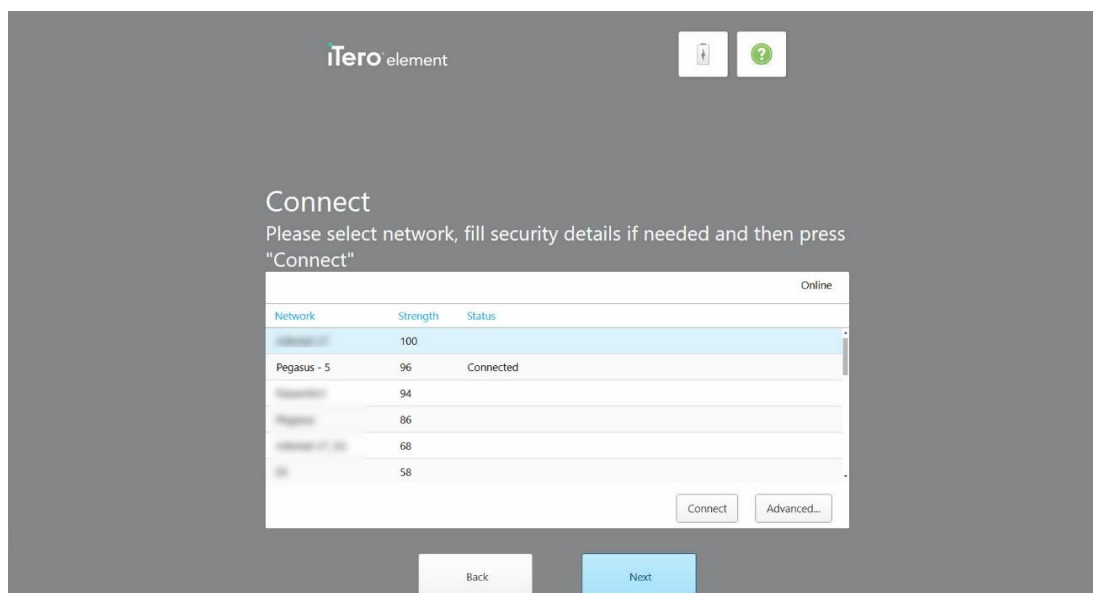 iTero element
Connect
Please select network, fill security details if needed and then press
"Connect"
Online
Network Strength Status
100
Pegasus - 5 96 Connected
94
86
68
58
Connect Advanced...
Back Next